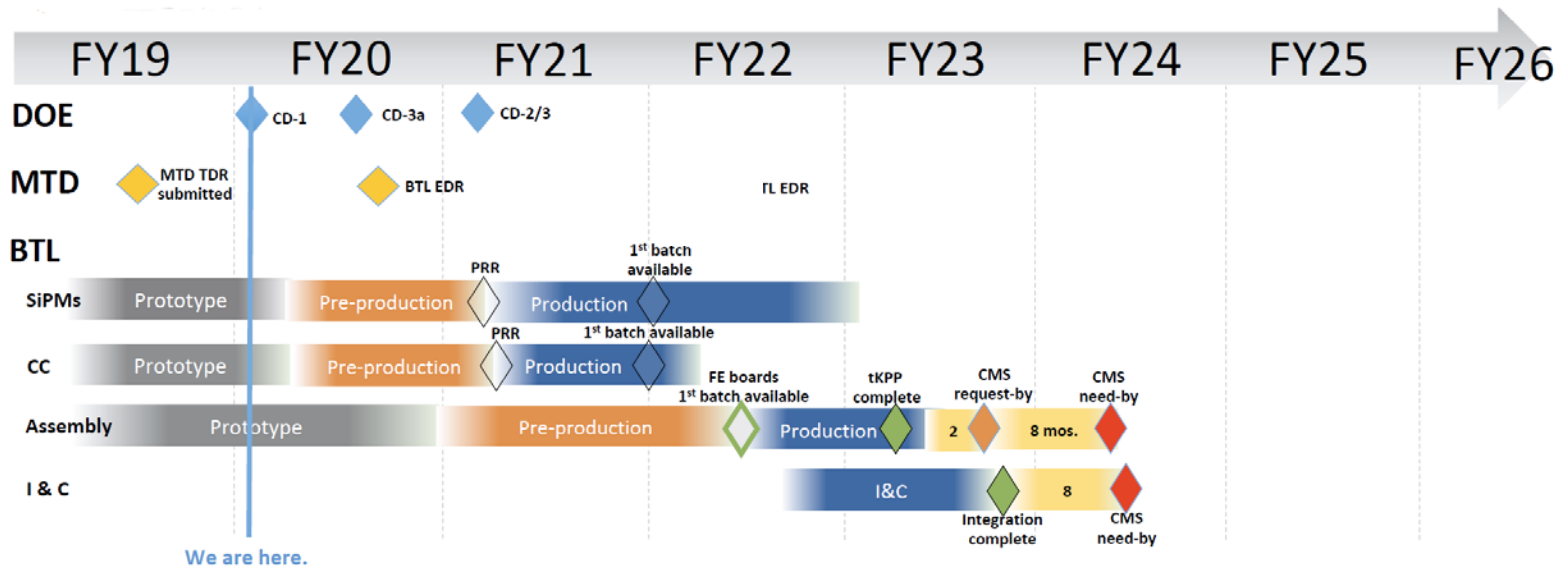 FY19 FY20 FY21 FY22 FY23 FY24 FY25 FY26
DOE
CD-1
CD-3a
CD-2/3
MTD
MTD TDR
submitted
BTL EDR
TL EDR
BTL
SiPMs
Prototype
Pre-production
PRR
Production
1st batch
available
CC
Prototype
Pre-production
PRR
Production
1st batch available
Assembly
Prototype
Pre-production
FE boards
1st batch available
Production
tKPP
complete
2
CMS
request-by
8 mos.
CMS
need-by
I & C
I&C
Integration
complete
8
CMS
need-by
We are here.